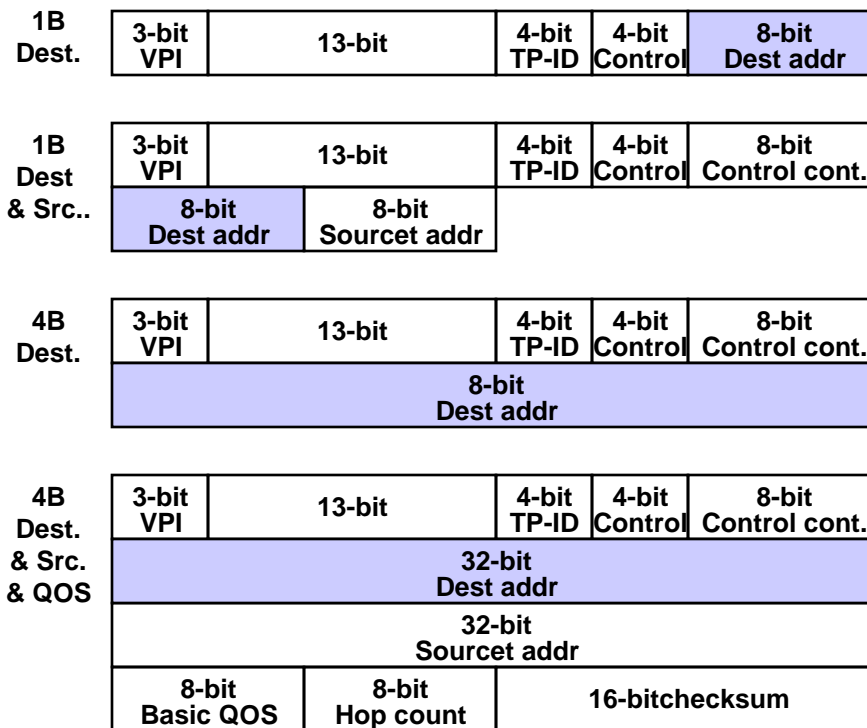 1B
Dest.
3-bit
VPI
13-bit
4-bit
TP-ID
4-bit
Control
8-bit
Dest addr
1B
Dest
& Src..
3-bit
VPI
13-bit
4-bit
TP-ID
4-bit
Control
8-bit
Control cont.
8-bit
Dest addr
8-bit
Sourcet addr
4B
Dest.
3-bit
VPI
13-bit
4-bit
TP-ID
4-bit
Control
8-bit
Control cont.
8-bit
Dest addr
4B
Dest.
& Src.
& QOS
3-bit
VPI
13-bit
4-bit
TP-ID
4-bit
Control
8-bit
Control cont.
32-bit
Dest addr
32-bit
Sourcet addr
8-bit
Basic QOS
8-bit
Hop count
16-bitchecksum